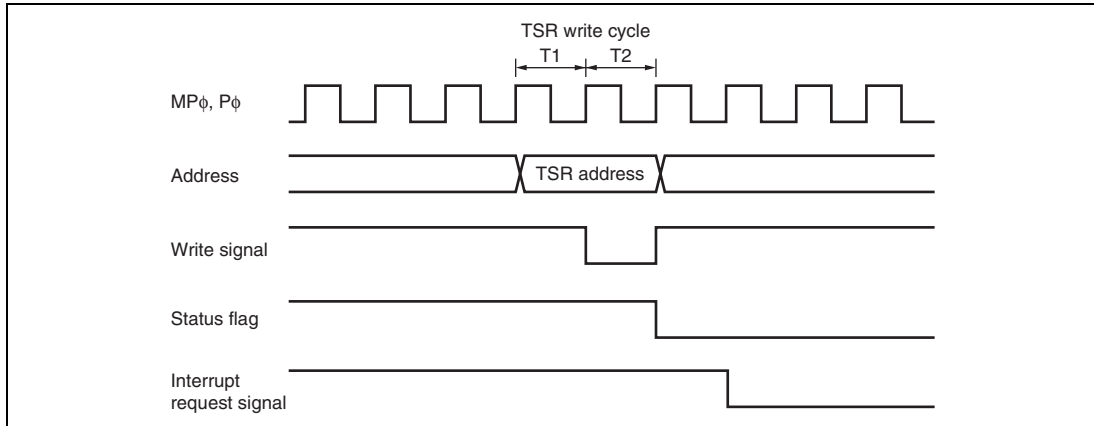 TSR write cycle
T1 T2
MPϕ, Pϕ
Address
TSR address
Write signal
Status flag
Interrupt
request signal